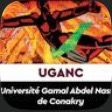 UGANC
Université Gamal Abdel Nas
de Conakry